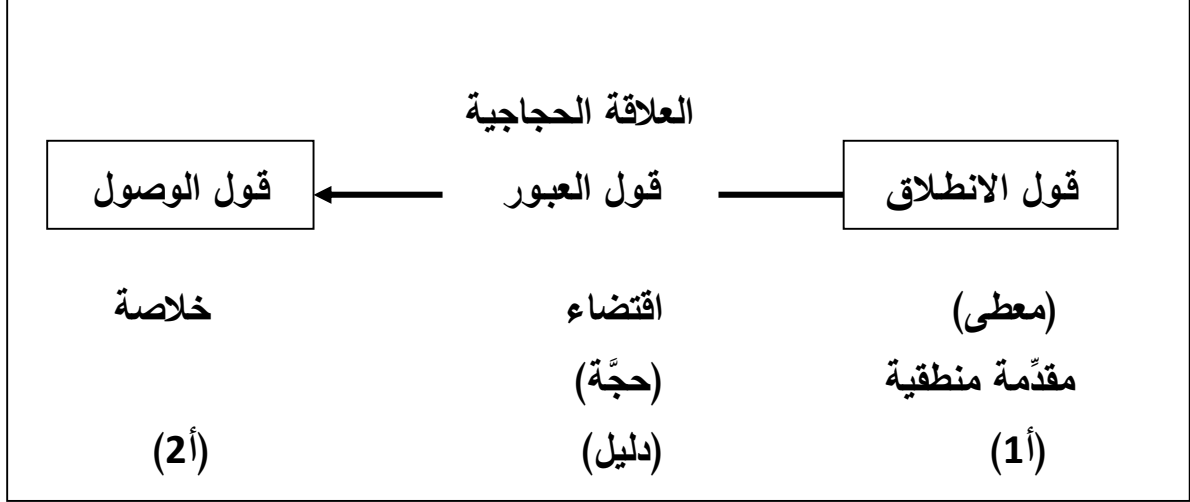 العلاقة الحجاجية
قول الانطلاق قول العبور قول الوصول
(معطى) اقتضاء خلاصة
مقدِّمة منطقية (حجَّة)
(أ1) (دليل) (أ2)